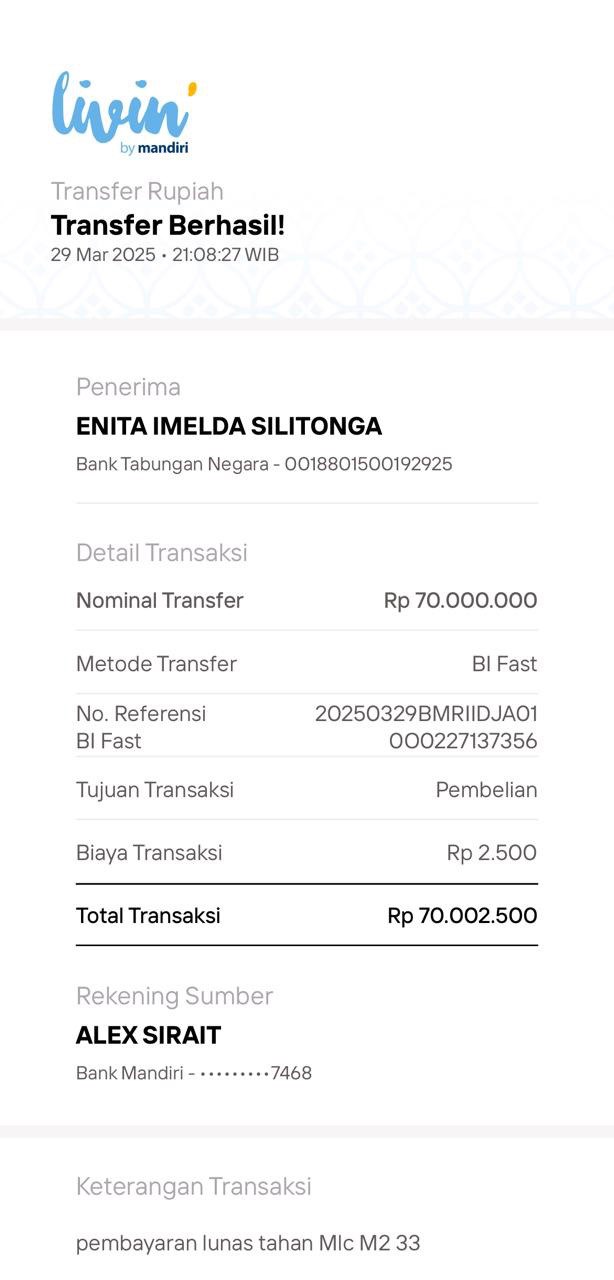 livin'
by mandiri
Transfer Rupiah
Transfer Berhasil!
29 Mar 2025 • 21:08:27 WIB
Penerima
ENITA IMELDA SILITONGA
Bank Tabungan Negara - 0018801500192925
Detail Transaksi
Nominal Transfer Rp 70.000.000
Metode Transfer BI Fast
No. Referensi 20250329BMRIIDJA01
BI Fast 0O0227137356
Tujuan Transaksi Pembelian
Biaya Transaksi Rp 2.500
Total Transaksi Rp 70.002.500
Rekening Sumber
ALEX SIRAIT
Bank Mandiri - •••••••••7468
Keterangan Transaksi
pembayaran lunas tahan Mlc M2 33